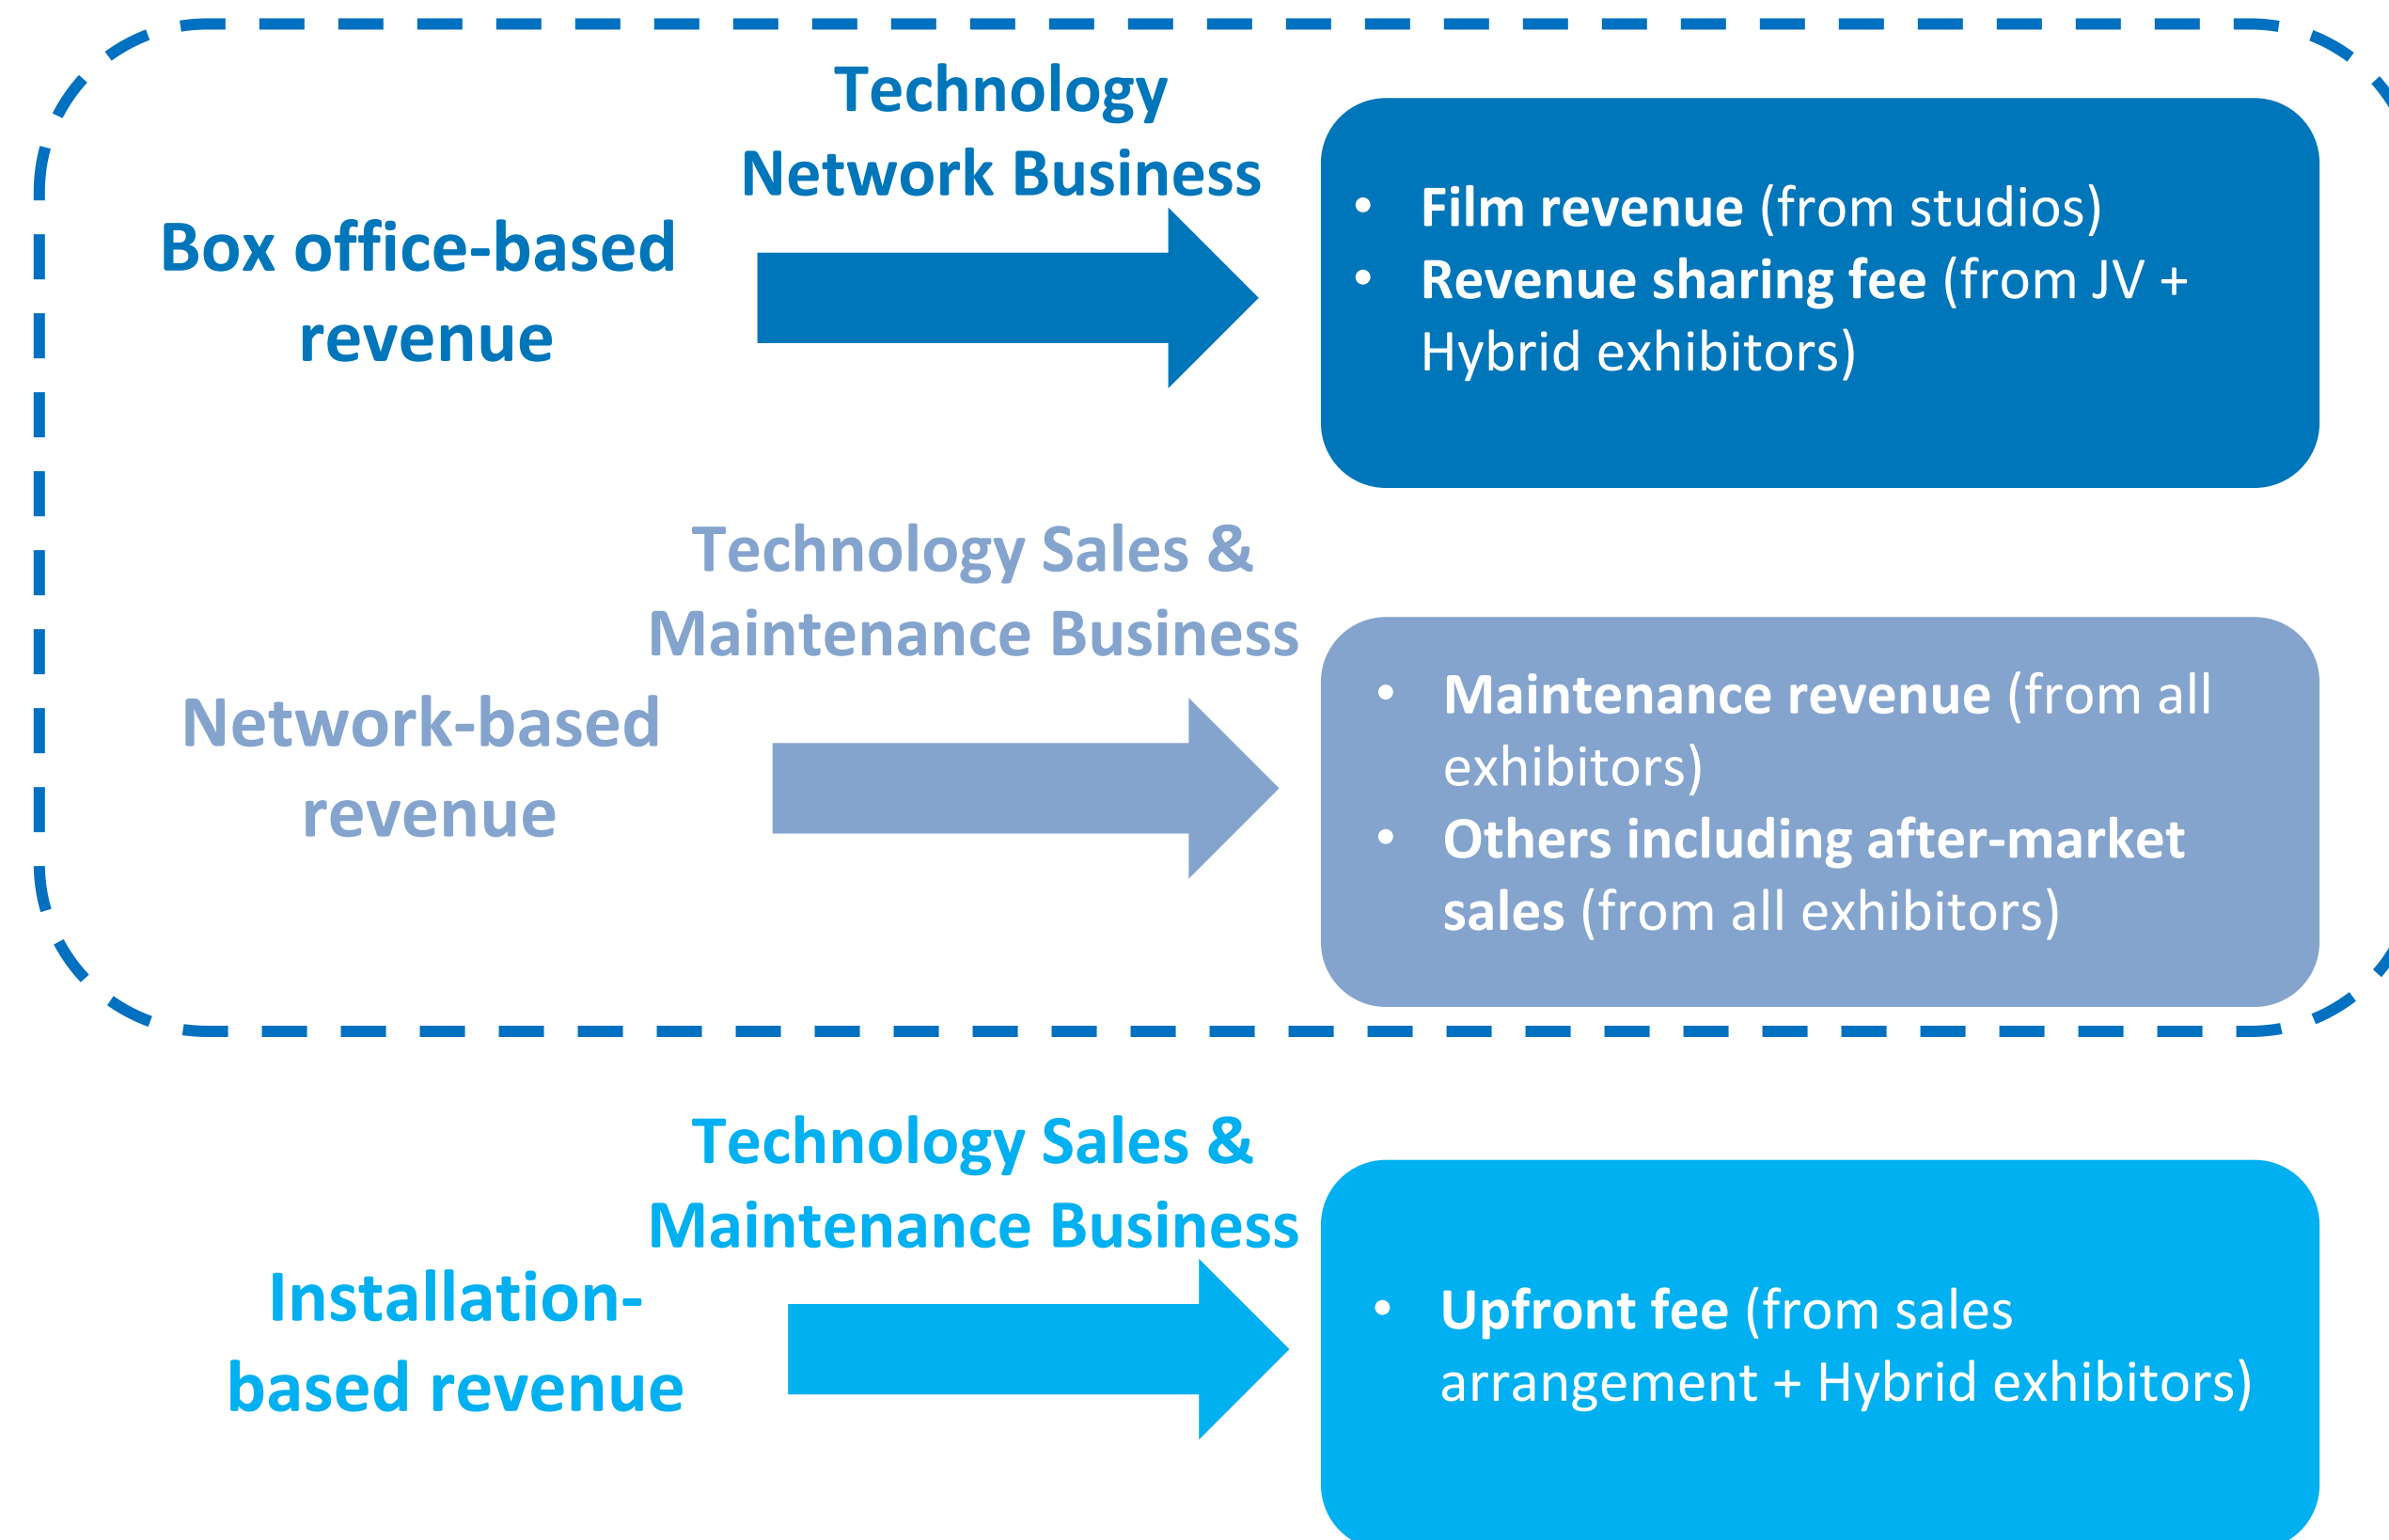 Technology
Network Business
Box office-based
revenue
• Film revenue (from studios)
• Revenue sharing fee (from JV +
Hybrid exhibitors)
Technology Sales &
Maintenance Business
Network-based
revenue
• Maintenance revenue (from all
exhibitors)
• Others including after-market
sales (from all exhibitors)
Technology Sales &
Maintenance Business
Installation-
based revenue
• Upfront fee (from sales
arrangement + Hybrid exhibitors)